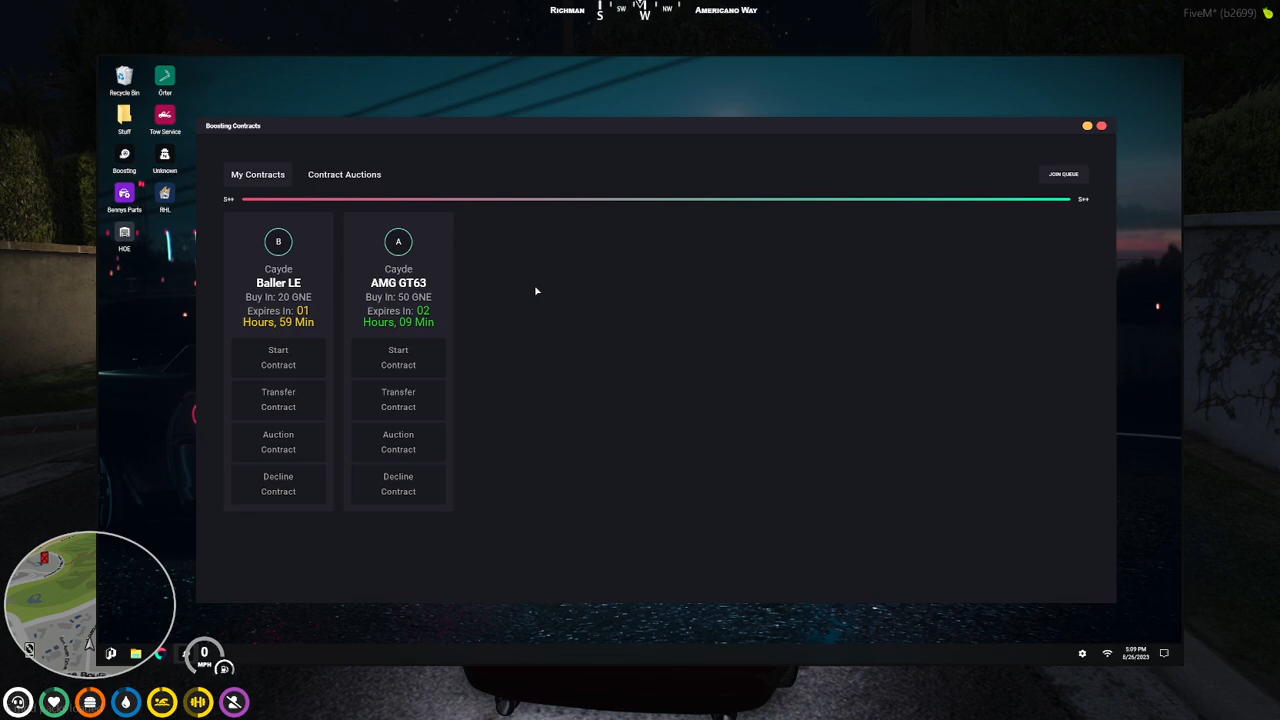 RICHMAN
S
SW
W
NW
AMERICANO WAY
FiveM* (b2699)
Recycle Bin
Örter
Stuff
Tow Service
Boosting
Unknown
Bennys Parts
RHL
HOE
Boosting Contracts
My Contracts
Contract Auctions
JOIN QUEUE
S++
S++
B
Cayde
Baller LE
Buy In: 20 GNE
Expires In: 01
Hours, 59 Min
Start
Contract
Transfer
Contract
Auction
Contract
Decline
Contract
A
Cayde
AMG GT63
Buy In: 50 GNE
Expires In: 02
Hours, 09 Min
Start
Contract
Transfer
Contract
Auction
Contract
Decline
Contract
0
MPH
5:09 PM
8/26/2023